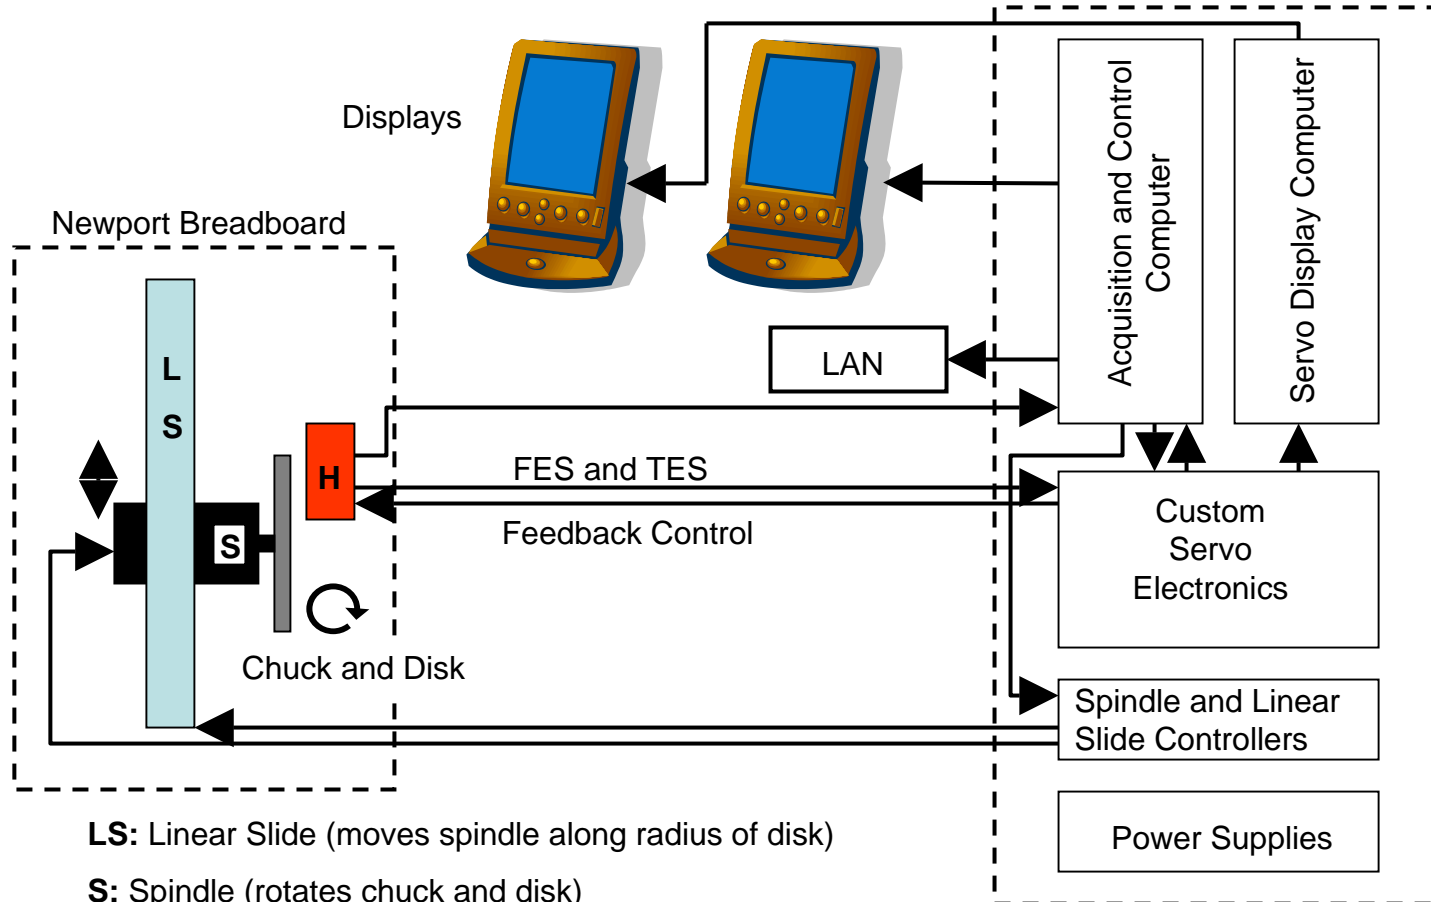 Displays
Newport Breadboard
L
S
H
S
Chuck and Disk
FES and TES
Feedback Control
LAN
Acquisition and Control
Computer
Servo Display Computer
Custom
Servo
Electronics
Spindle and Linear
Slide Controllers
Power Supplies
LS: Linear Slide (moves spindle along radius of disk)
S: Spindle (rotates chuck and disk)